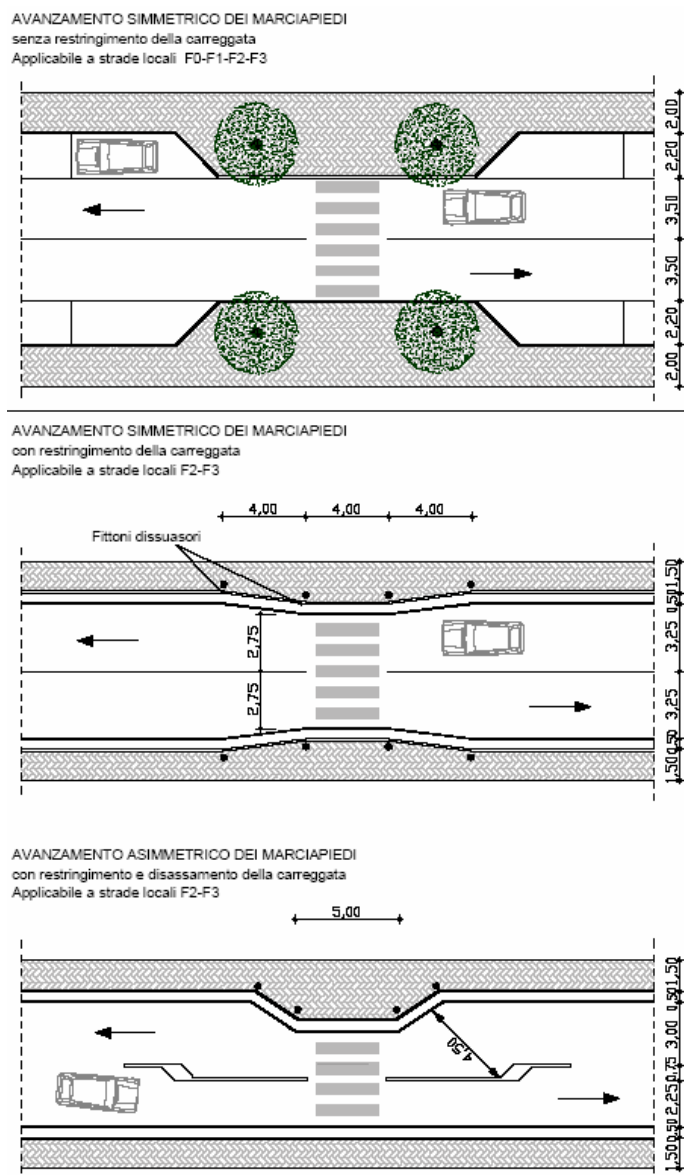 AVANZAMENTO SIMMETRICO DEI MARCIAPIEDI
senza restringimento della carreggata
Applicabile a strade locali F0-F1-F2-F3
2,00
2,20
3,50
3,50
2,20
2,00
AVANZAMENTO SIMMETRICO DEI MARCIAPIEDI
con restringimento della carreggata
Applicabile a strade locali F2-F3
4,00 4,00 4,00
Fittoni dissuasori
1,50
0,50
3,25
2,75
2,75
3,25
0,50
1,50
AVANZAMENTO ASIMMETRICO DEI MARCIAPIEDI
con restringimento e disassamento della carreggata
Applicabile a strade locali F2-F3
5,00
1,50
0,50
3,00
4,50
0,75
2,25
0,50
1,50